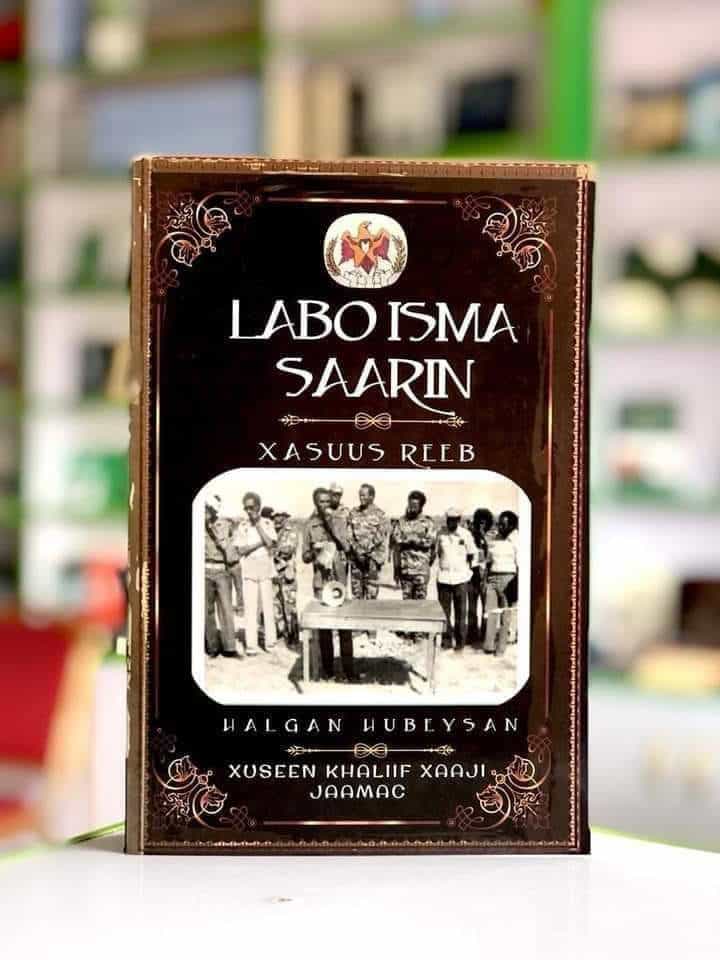 LABO ISMA
SAARIN
XASUUS REEB
HALGAN HUBEYSAN
XUSEEN KHALIIF XAAJI
JAAMAC